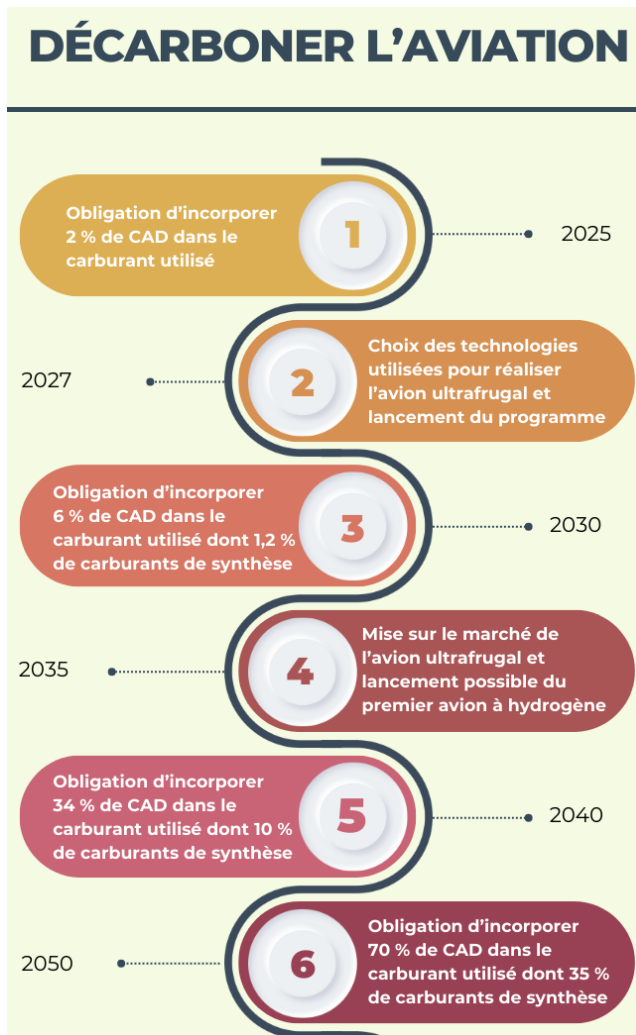 DÉCARBONER L’AVIATION
Obligation d’incorporer
2 % de CAD dans le
carburant utilisé
1
2025
2027
2
Choix des technologies
utilisées pour réaliser
l’avion ultrafrugal et
lancement du programme
Obligation d’incorporer
6 % de CAD dans le
carburant utilisé dont 1,2 %
de carburants de synthèse
3
2030
2035
4
Mise sur le marché de
l’avion ultrafrugal et
lancement possible du
premier avion à hydrogène
Obligation d’incorporer
34 % de CAD dans le
carburant utilisé dont 10 %
de carburants de synthèse
5
2040
2050
6
Obligation d’incorporer
70 % de CAD dans le
carburant utilisé dont 35 %
de carburants de synthèse